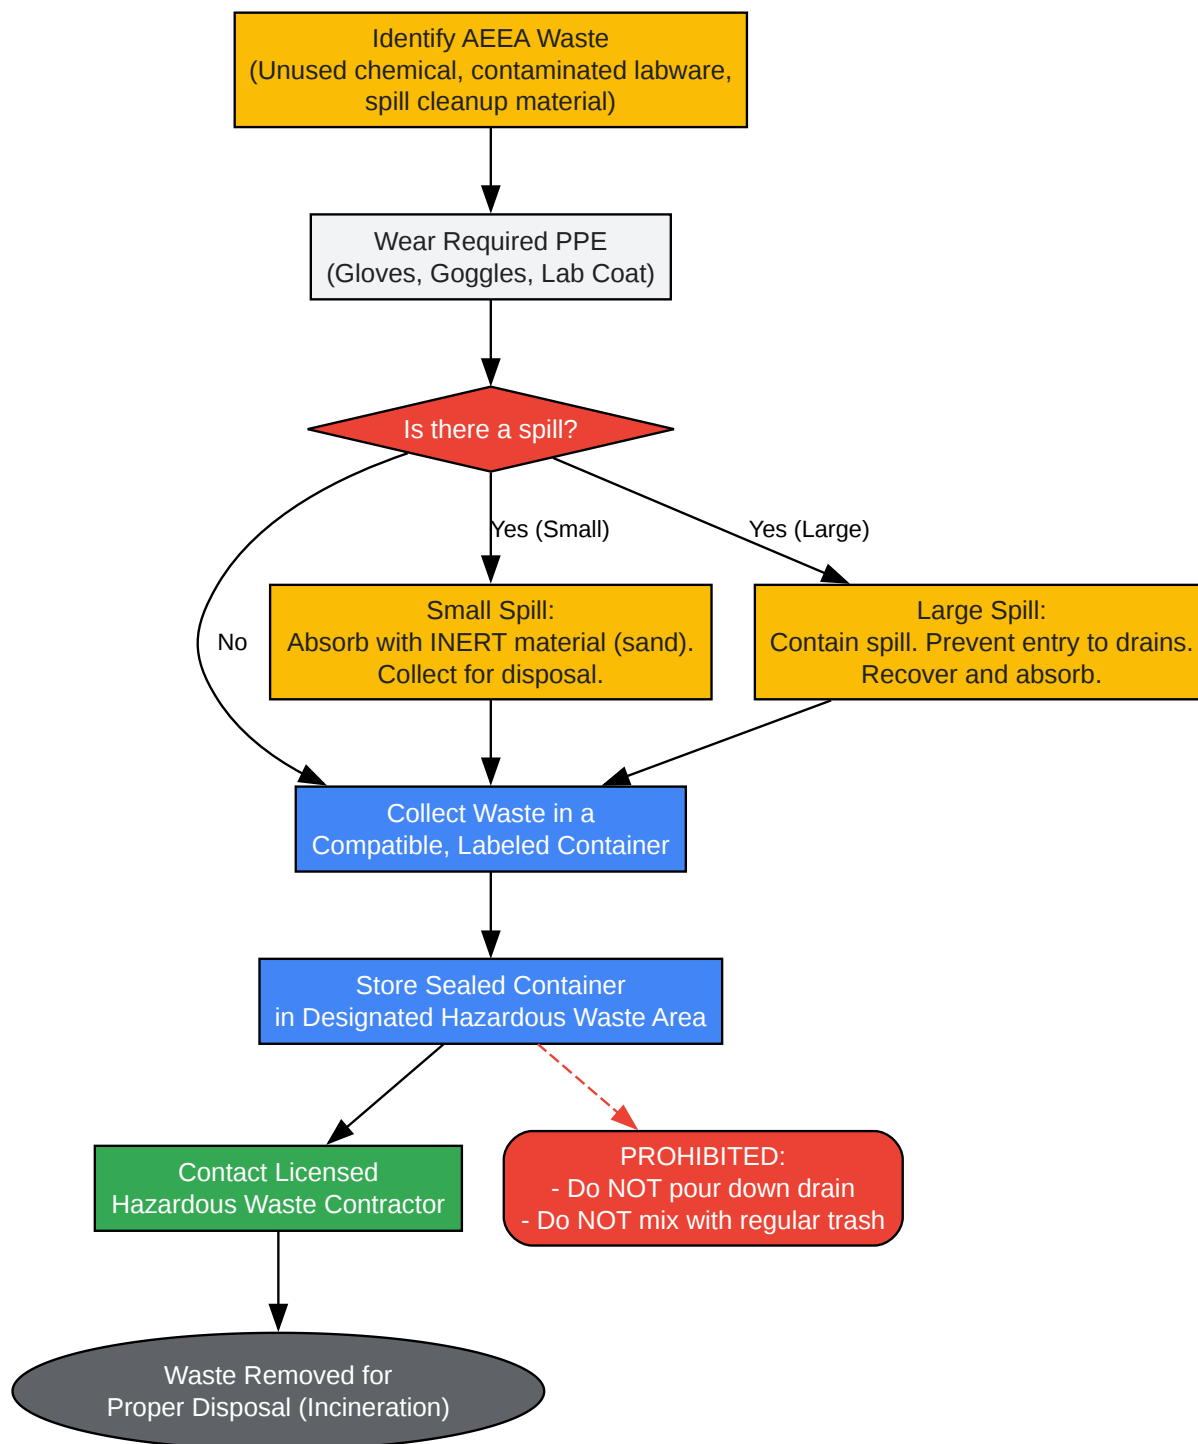 Identify AEEA Waste
(Unused chemical, contaminated labware,
spill cleanup material)
Wear Required PPE
(Gloves, Goggles, Lab Coat)
Is there a spill?
Yes (Small)
Yes (Large)
No
Small Spill:
Absorb with INERT material (sand).
Collect for disposal.
Large Spill:
Contain spill. Prevent entry to drains.
Recover and absorb.
Collect Waste in a
Compatible, Labeled Container
Store Sealed Container
in Designated Hazardous Waste Area
Contact Licensed
Hazardous Waste Contractor
PROHIBITED:
- Do NOT pour down drain
- Do NOT mix with regular trash
Waste Removed for
Proper Disposal (Incineration)